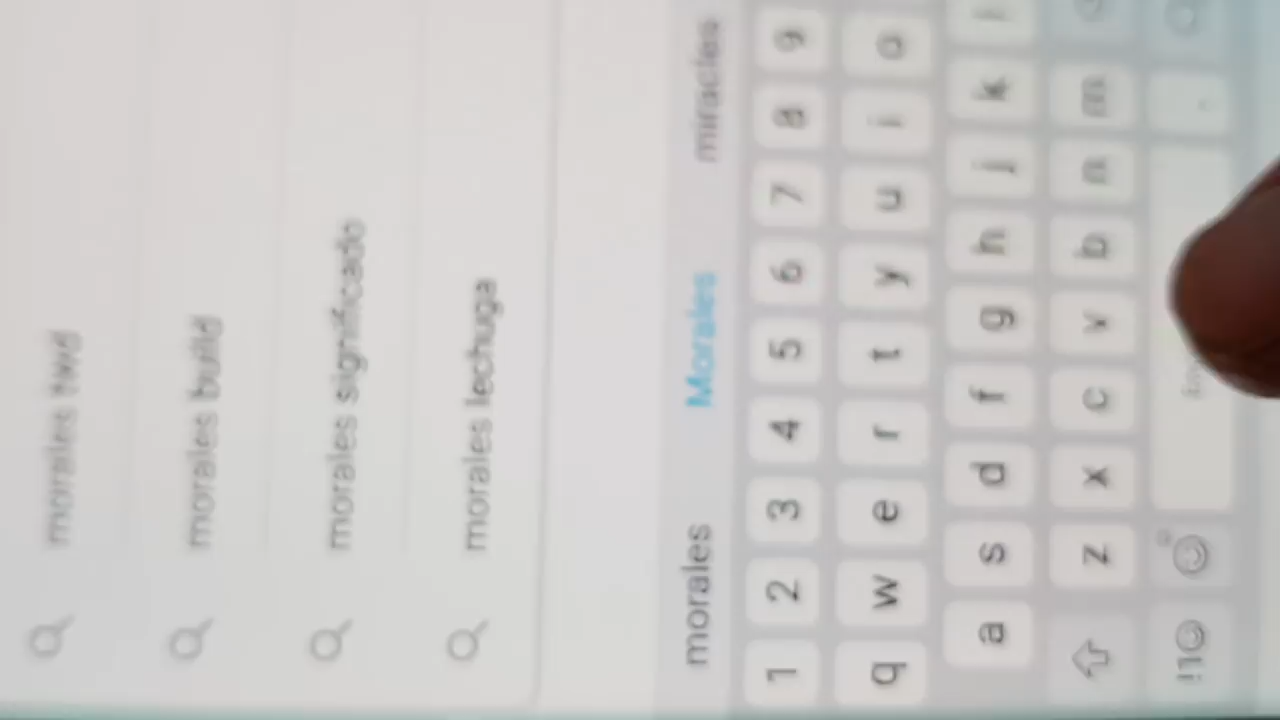 morales twd
morales build
morales significado
morales lechuga
morales Morales miracles
1 2 3 4 5 6 7 8 9
q w e r t y u i o
a s d f g h j k l
z x c v b n m
!1☺